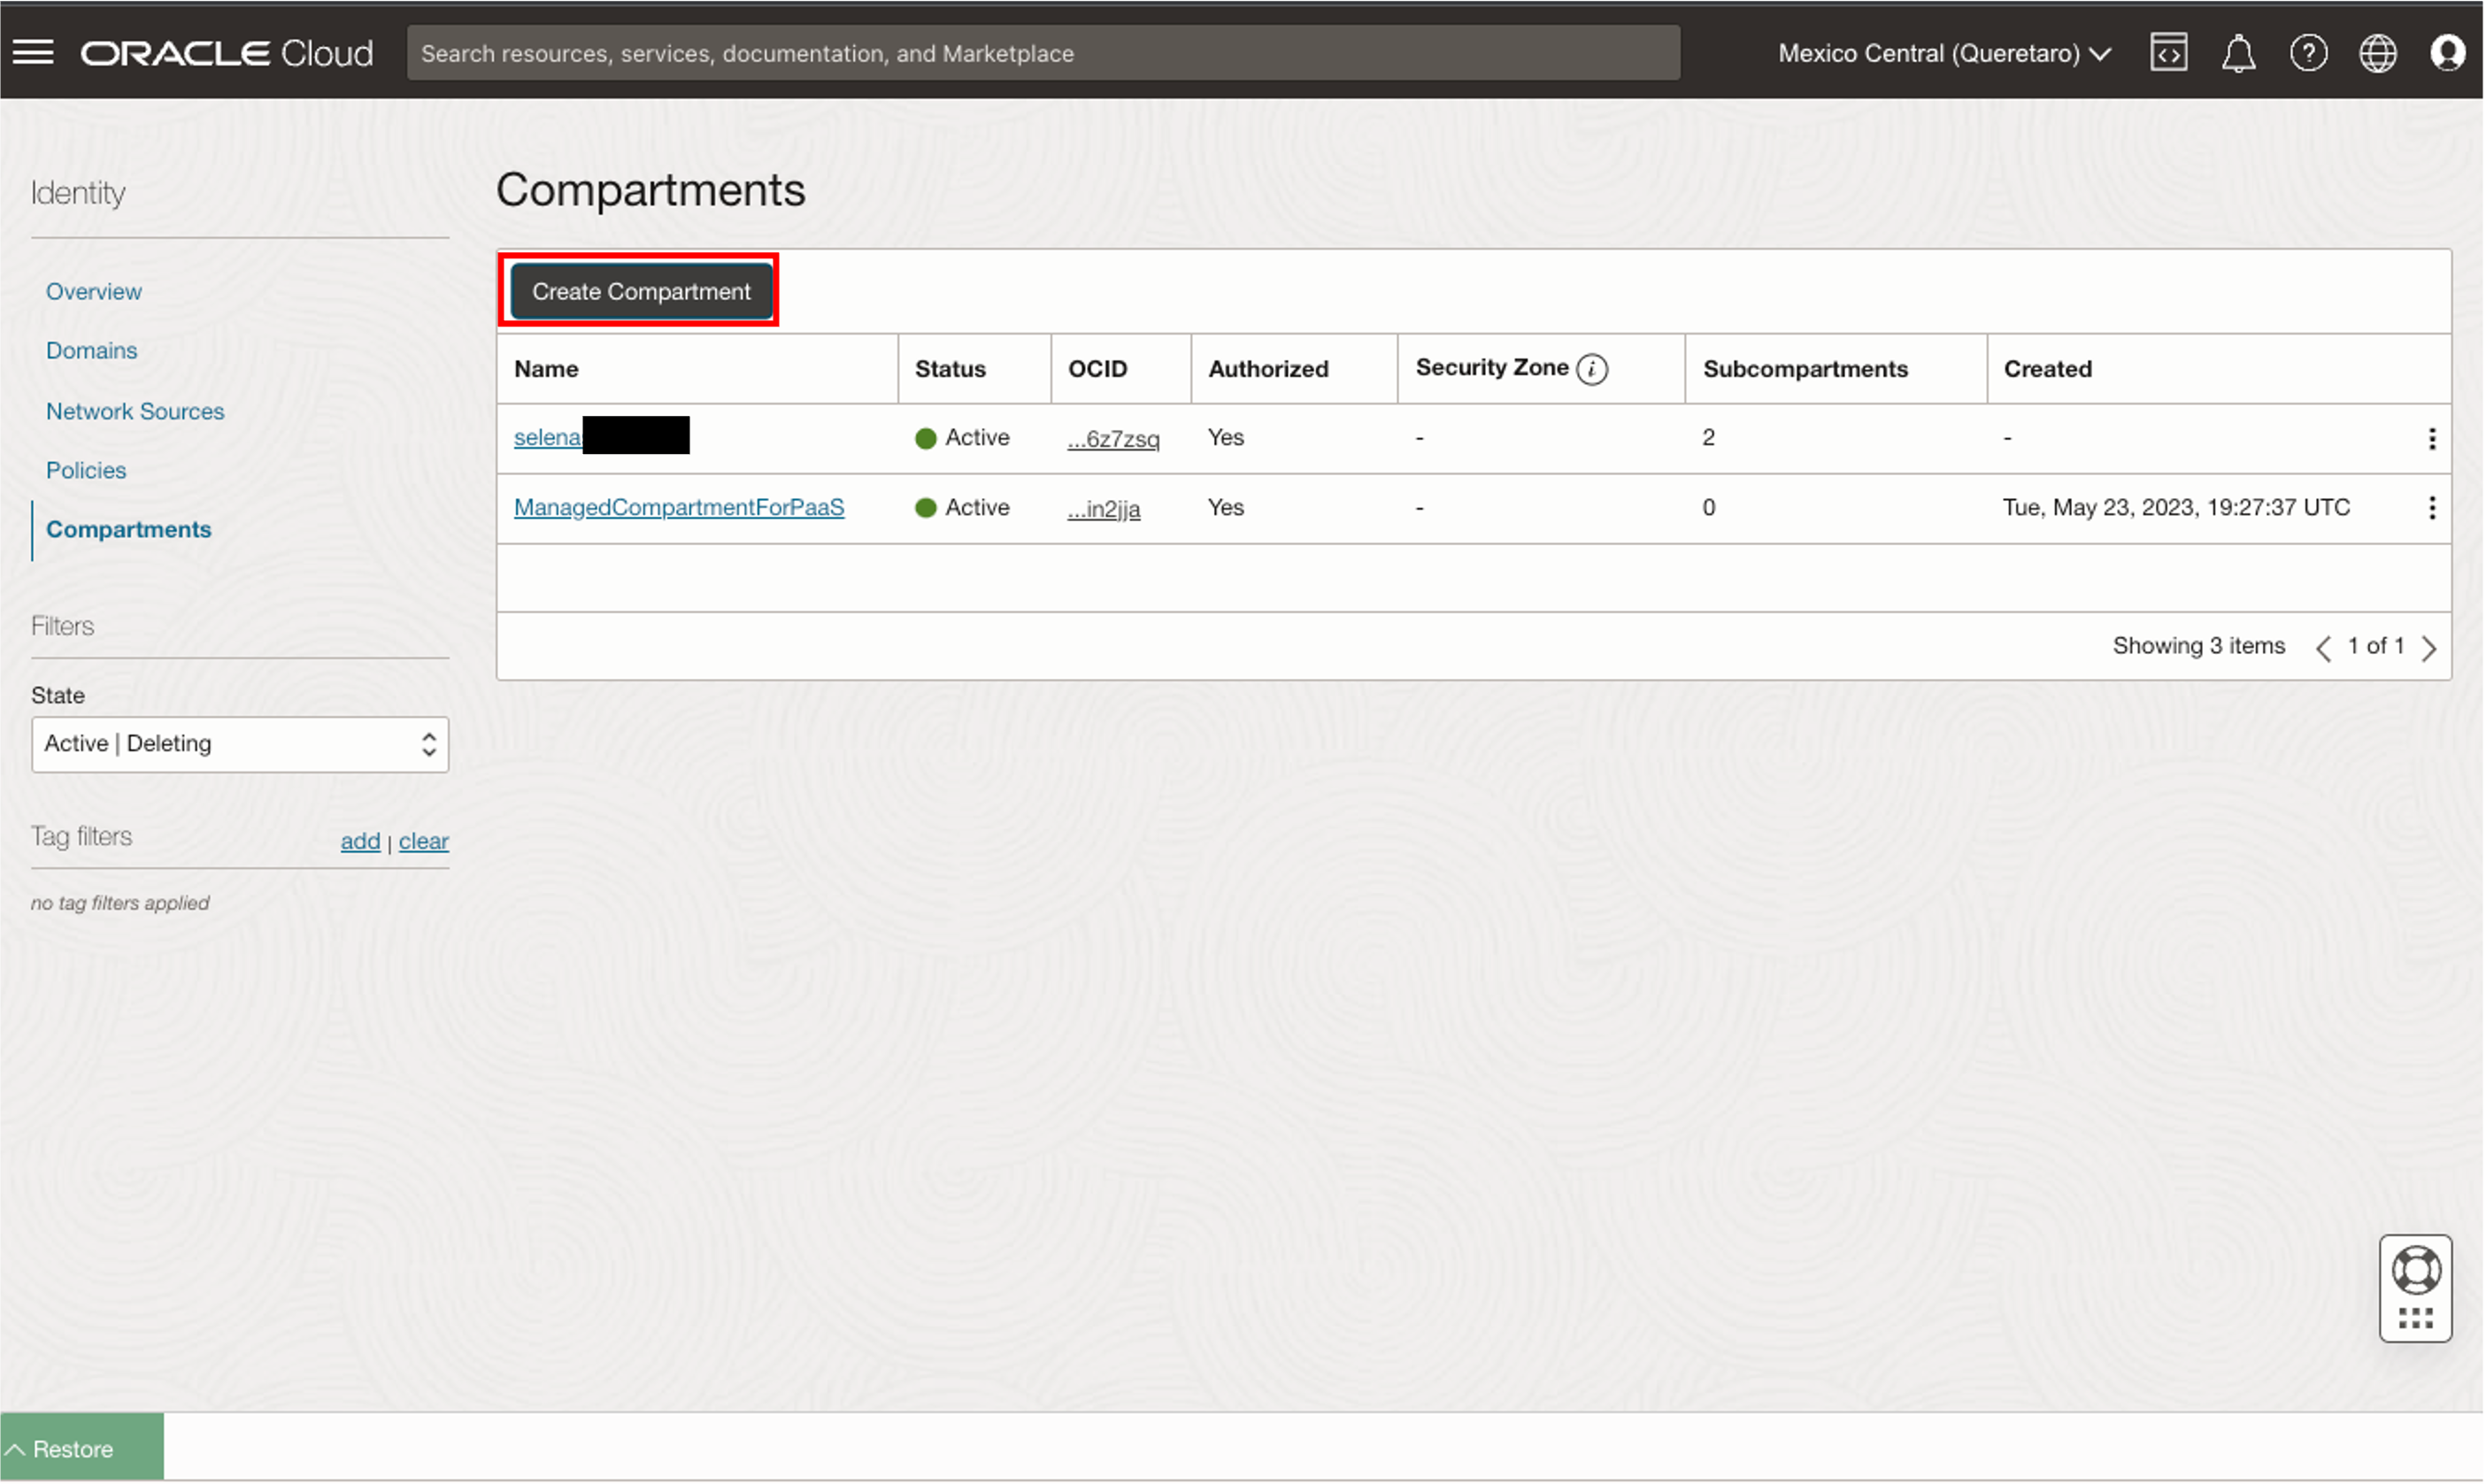 ORACLE Cloud
Search resources, services, documentation, and Marketplace
Mexico Central (Queretaro)
Identity
Overview
Domains
Network Sources
Policies
Compartments
Filters
State
Active | Deleting
Tag filters
add | clear
no tag filters applied
Compartments
Create Compartment
Name Status OCID Authorized Security Zone i Subcompartments Created
selena Active ...6z7zsq Yes - 2 -
ManagedCompartmentForPaaS Active ...in2jja Yes - 0 Tue, May 23, 2023, 19:27:37 UTC
Showing 3 items < 1 of 1 >
Restore